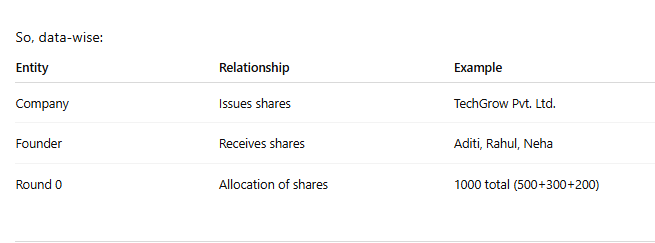 So, data-wise:
Entity Relationship Example
Company Issues shares TechGrow Pvt. Ltd.
Founder Receives shares Aditi, Rahul, Neha
Round 0 Allocation of shares 1000 total (500+300+200)